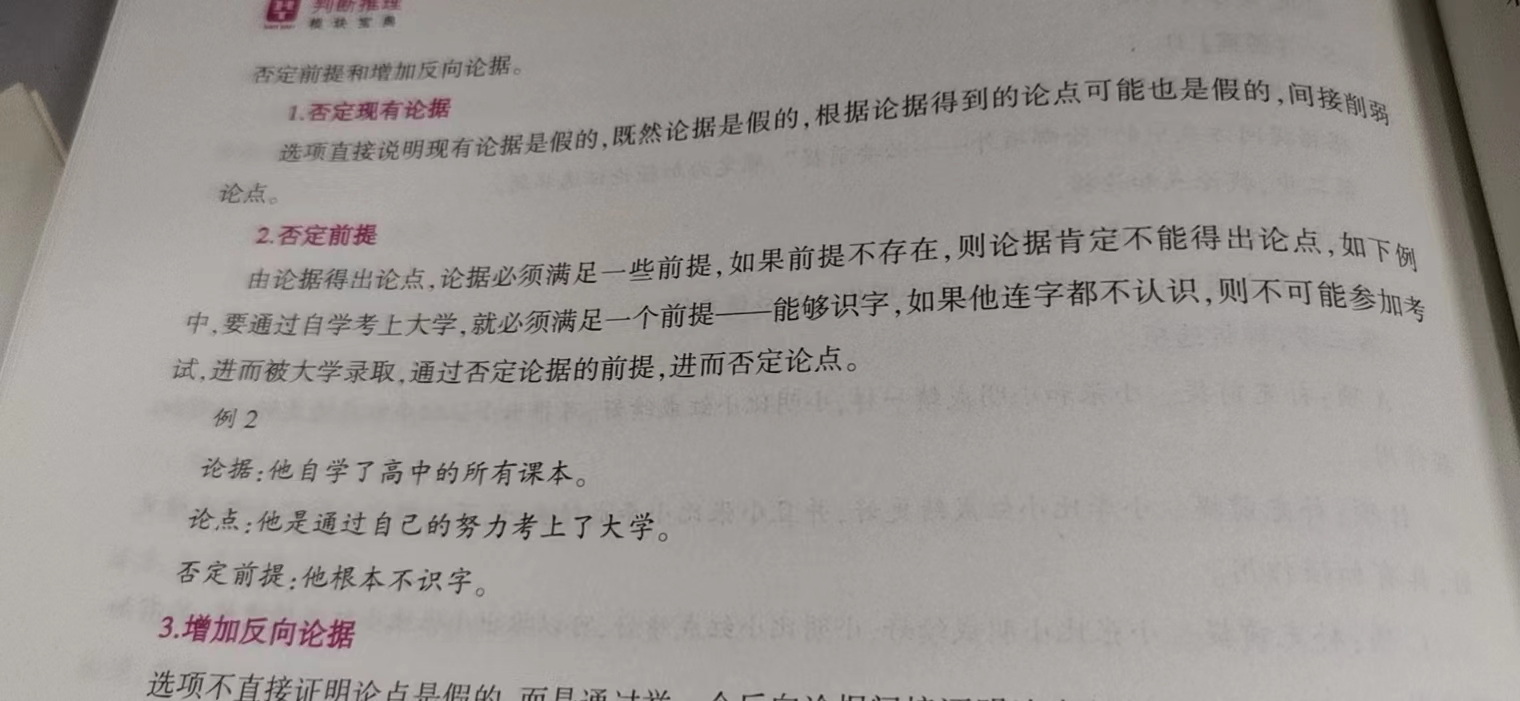 判断推理
模块宝典
否定前提和增加反向论据。
1.否定现有论据
选项直接说明现有论据是假的,既然论据是假的,根据论据得到的论点可能也是假的,间接削弱
论点。
2.否定前提
由论据得出论点,论据必须满足一些前提,如果前提不存在,则论据肯定不能得出论点,如下例
中,要通过自学考上大学,就必须满足一个前提——能够识字,如果他连字都不认识,则不可能参加考
试,进而被大学录取,通过否定论据的前提,进而否定论点。
例2
论据:他自学了高中的所有课本。
论点:他是通过自己的努力考上了大学。
否定前提:他根本不识字。
3.增加反向论据
选项不直接证明论点是假的,而是通过举一个反向论据间接证明